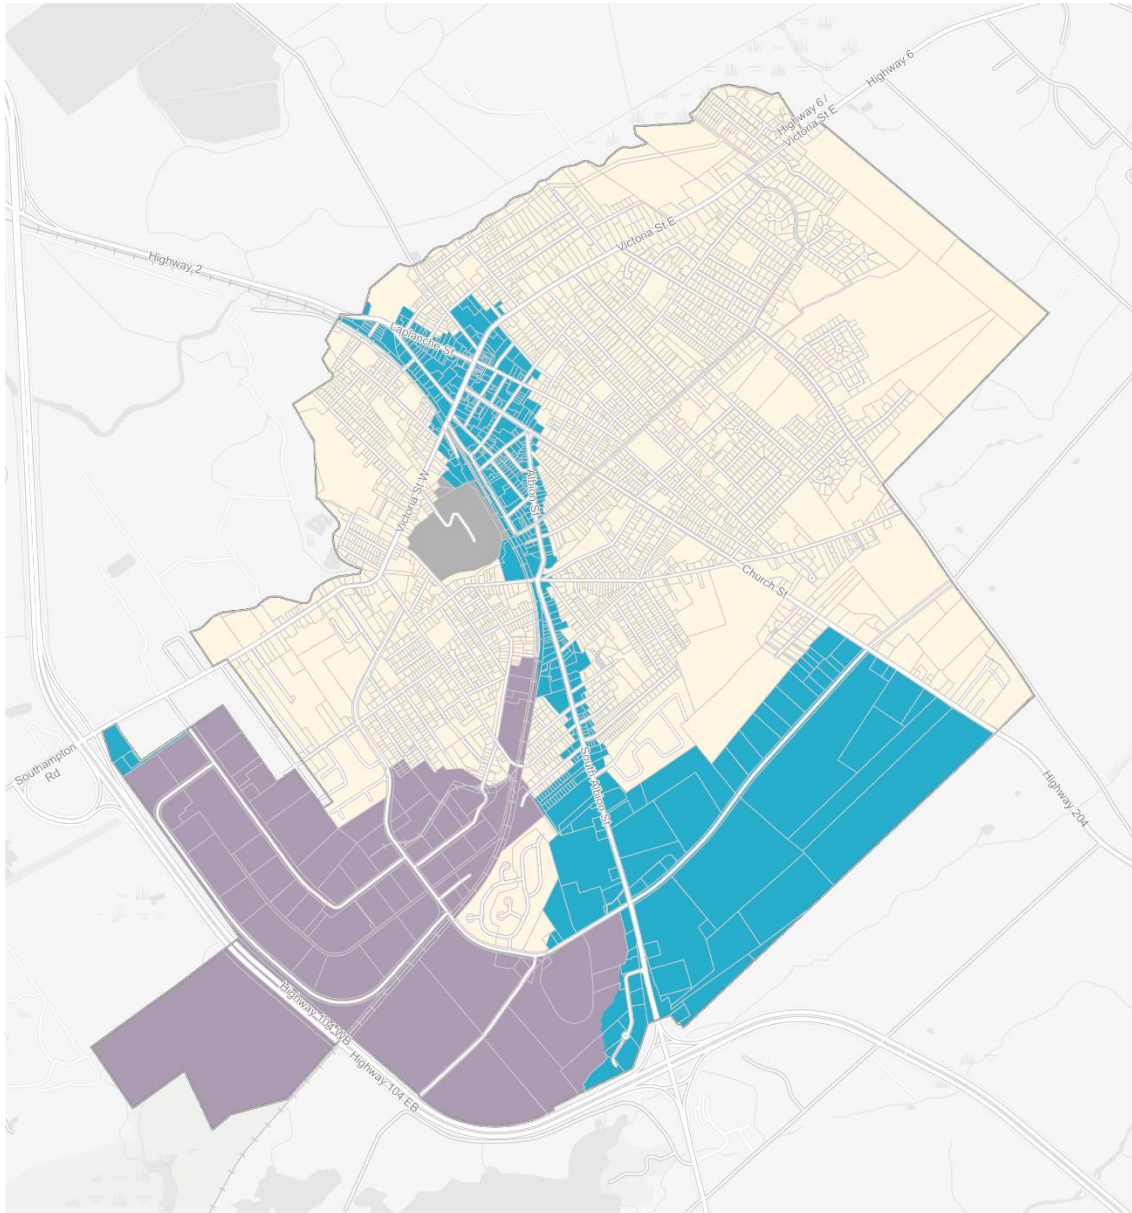 Highway 6
Highway 6 /
Victoria St E
Victoria St E
Highway 2
Laplanche St
Albion St
Victoria St W
Church St
South Albion St
Southampton
Rd
Highway 204
Highway 104 WB
Highway 104 EB